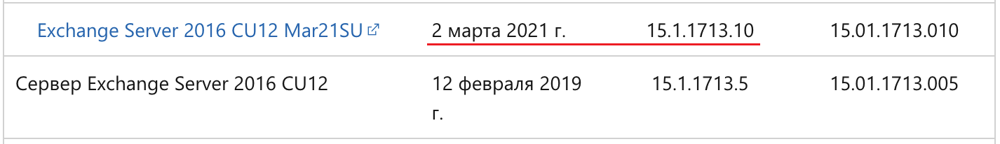 Exchange Server 2016 CU12 Mar21SU 2 марта 2021 г. 15.1.1713.10 15.01.1713.010
Сервер Exchange Server 2016 CU12 12 февраля 2019 15.1.1713.5 15.01.1713.005
г.